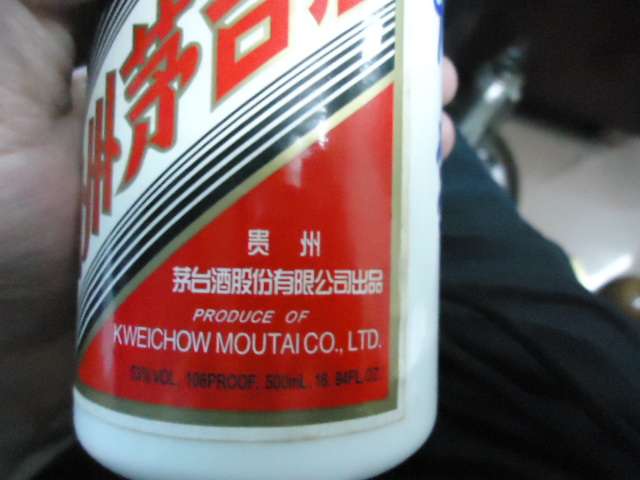 州茅台酒
贵 州
茅台酒股份有限公司出品
PRODUCE OF
KWEICHOW MOUTAI CO., LTD.
53%VOL. 106PROOF. 500mL. 16. 94FL.OZ.